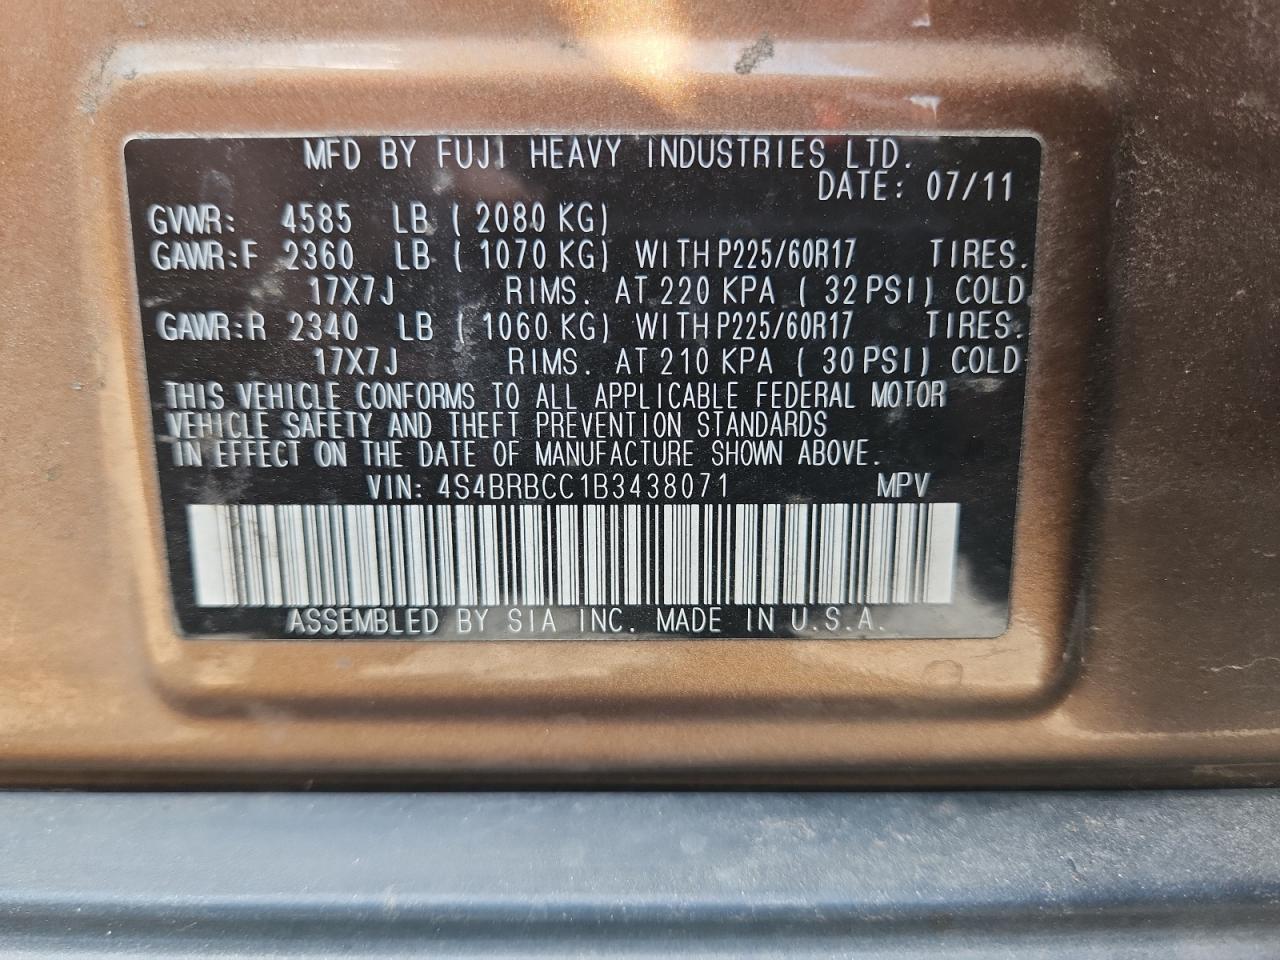 MFD BY FUJI HEAVY INDUSTRIES LTD.
DATE: 07/11
GVWR: 4585 LB ( 2080 KG)
GAWR:F 2360 LB ( 1070 KG) WITH P225/60R17 TIRES.
17X7J RIMS. AT 220 KPA ( 32 PSI) COLD
GAWR:R 2340 LB ( 1060 KG) WITH P225/60R17 TIRES.
17X7J RIMS. AT 210 KPA ( 30 PSI) COLD
THIS VEHICLE CONFORMS TO ALL APPLICABLE FEDERAL MOTOR
VEHICLE SAFETY AND THEFT PREVENTION STANDARDS
IN EFFECT ON THE DATE OF MANUFACTURE SHOWN ABOVE.
VIN: 4S4BRBCC1B3438071 MPV
ASSEMBLED BY SIA INC. MADE IN U.S.A.